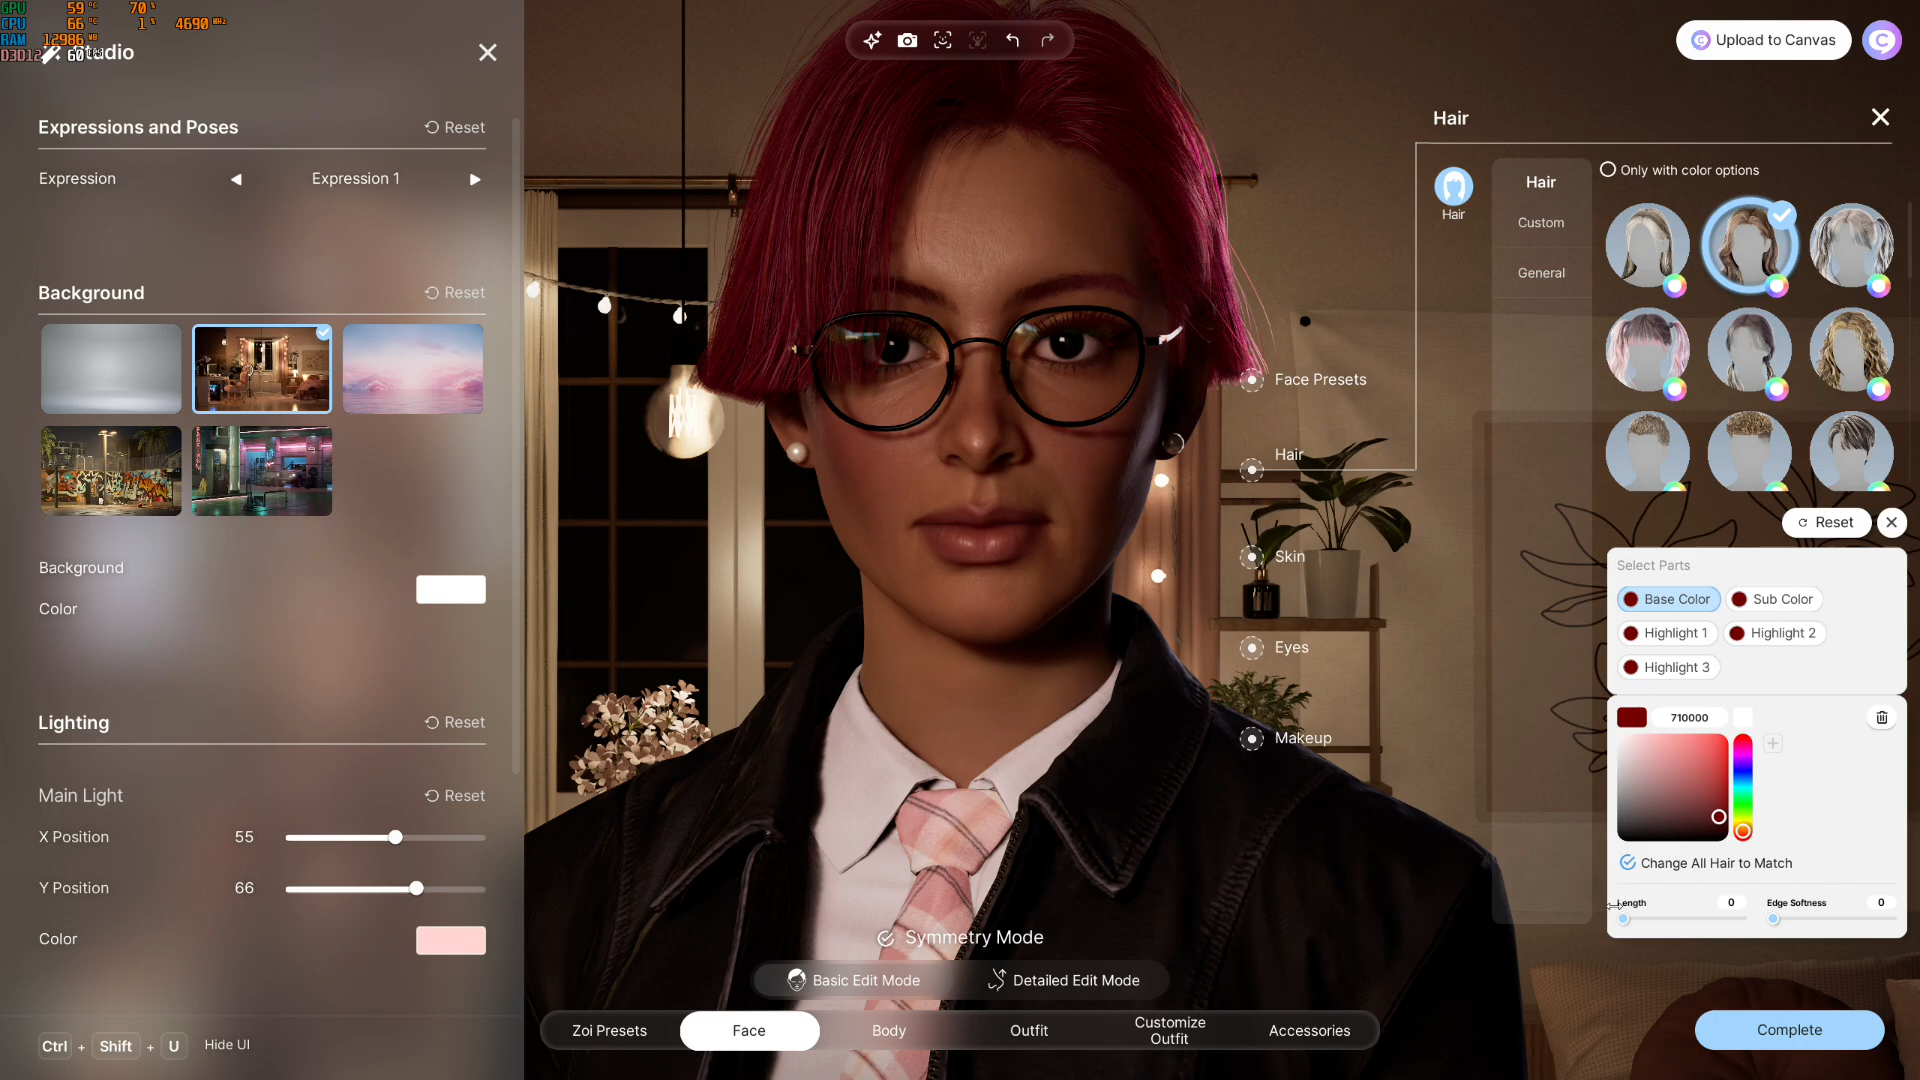 GPU 59 °C 70 %
CPU 66 °C 1 % 4690 MHz
RAM 12986 MB
D3D12 60
Studio
Upload to Canvas
Expressions and Poses
Reset
Expression
Expression 1
Background
Reset
Background
Color
Lighting
Reset
Main Light
Reset
X Position 55
Y Position 66
Color
Ctrl + Shift + U Hide UI
Face Presets
Hair
Skin
Eyes
Makeup
Symmetry Mode
Basic Edit Mode
Detailed Edit Mode
Zoi Presets
Face
Body
Outfit
Customize
Outfit
Accessories
Hair
Hair
Hair
Custom
General
Only with color options
Reset
Select Parts
Base Color
Sub Color
Highlight 1
Highlight 2
Highlight 3
710000
Change All Hair to Match
Length 0
Edge Softness 0
Complete